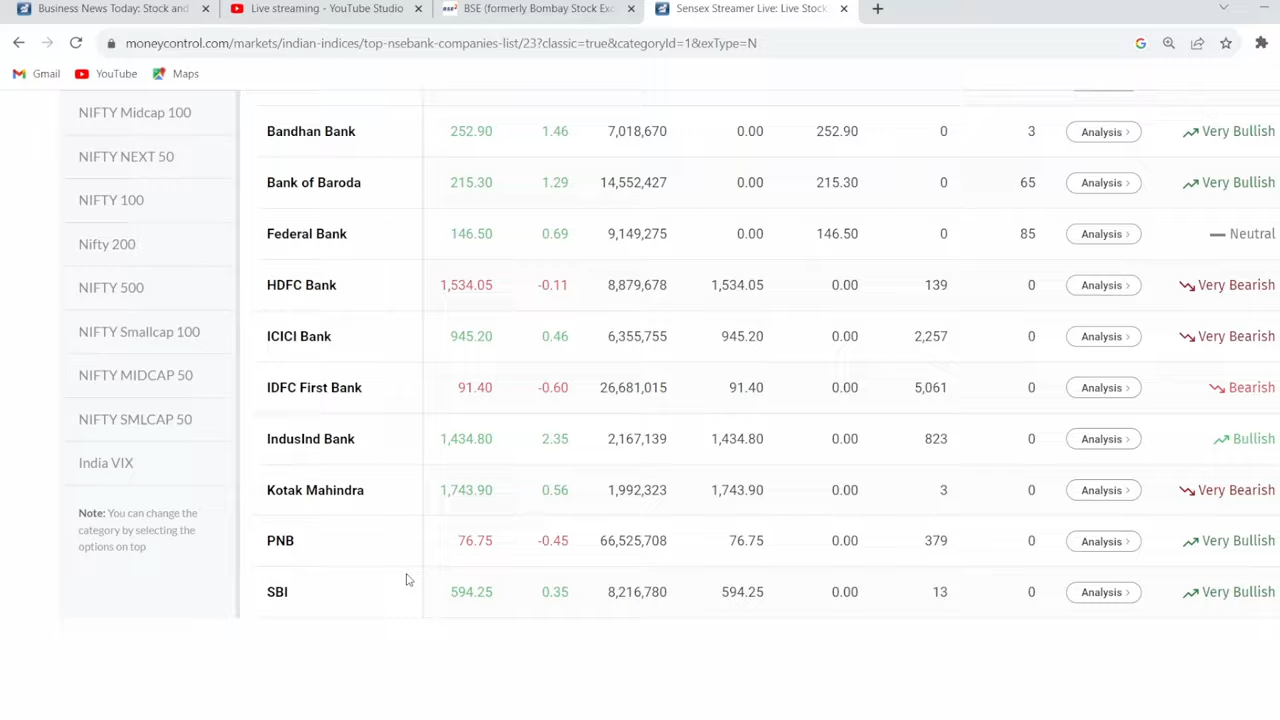 Business News Today: Stock and
Live streaming - YouTube Studio
BSE (formerly Bombay Stock Exc
Sensex Streamer Live: Live Stock
moneycontrol.com/markets/indian-indices/top-nsebank-companies-list/23?classic=true&categoryId=1&exType=N
Gmail YouTube Maps
NIFTY Midcap 100
NIFTY NEXT 50
NIFTY 100
Nifty 200
NIFTY 500
NIFTY Smallcap 100
NIFTY MIDCAP 50
NIFTY SMLCAP 50
India VIX
Note: You can change the
category by selecting the
options on top
Bandhan Bank 252.90 1.46 7,018,670 0.00 252.90 0 3 Analysis Very Bullish
Bank of Baroda 215.30 1.29 14,552,427 0.00 215.30 0 65 Analysis Very Bullish
Federal Bank 146.50 0.69 9,149,275 0.00 146.50 0 85 Analysis Neutral
HDFC Bank 1,534.05 -0.11 8,879,678 1,534.05 0.00 139 0 Analysis Very Bearish
ICICI Bank 945.20 0.46 6,355,755 945.20 0.00 2,257 0 Analysis Very Bearish
IDFC First Bank 91.40 -0.60 26,681,015 91.40 0.00 5,061 0 Analysis Bearish
IndusInd Bank 1,434.80 2.35 2,167,139 1,434.80 0.00 823 0 Analysis Bullish
Kotak Mahindra 1,743.90 0.56 1,992,323 1,743.90 0.00 3 0 Analysis Very Bearish
PNB 76.75 -0.45 66,525,708 76.75 0.00 379 0 Analysis Very Bullish
SBI 594.25 0.35 8,216,780 594.25 0.00 13 0 Analysis Very Bullish